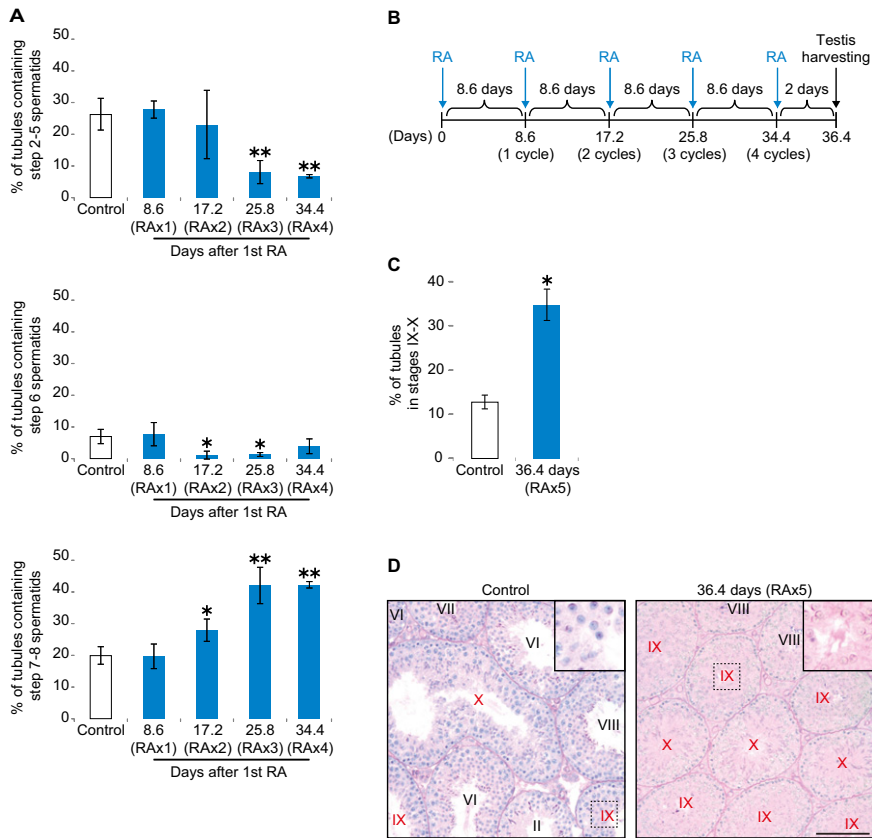 A
% of tubules containing
step 2-5 spermatids
50
40
30
20
10
0
** **
Control 8.6 17.2 25.8 34.4
(RAx1) (RAx2) (RAx3) (RAx4)
Days after 1st RA
% of tubules containing
step 6 spermatids
50
40
30
20
10
0
* *
Control 8.6 17.2 25.8 34.4
(RAx1) (RAx2) (RAx3) (RAx4)
Days after 1st RA
% of tubules containing
step 7-8 spermatids
50
40
30
20
10
0
* ** **
Control 8.6 17.2 25.8 34.4
(RAx1) (RAx2) (RAx3) (RAx4)
Days after 1st RA
B
Testis
harvesting
RA RA RA RA RA
8.6 days 8.6 days 8.6 days 8.6 days 2 days
(Days) 0 8.6 17.2 25.8 34.4 36.4
(1 cycle) (2 cycles) (3 cycles) (4 cycles)
C
% of tubules
in stages IX-X
40
30
20
10
0
*
Control 36.4 days
(RAx5)
D
Control
VI VII
VI
X
VIII
VI
IX II IX
36.4 days (RAx5)
VIII
IX VIII
IX
IX
X X X
IX IX IX